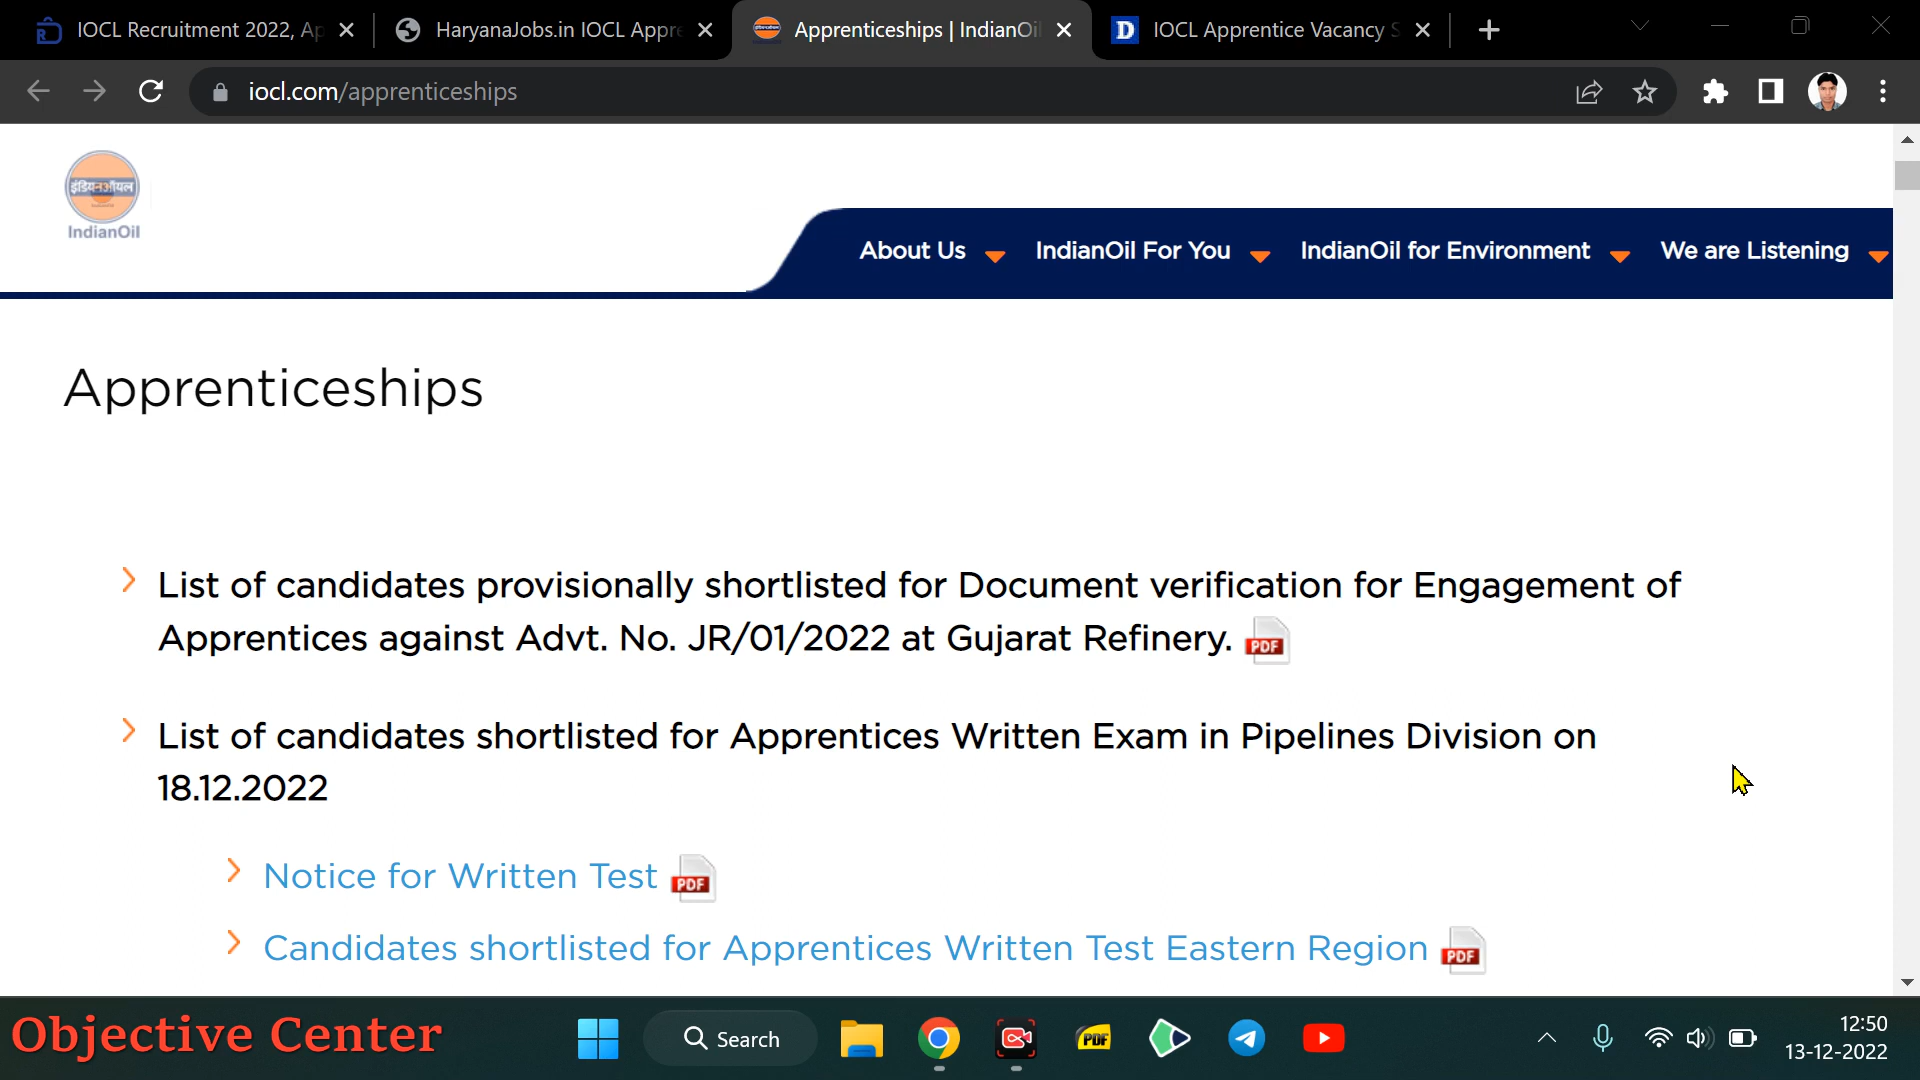 IOCL Recruitment 2022, Ap
HaryanaJobs.in IOCL Appre
Apprenticeships | IndianOil
D
IOCL Apprentice Vacancy S
iocl.com/apprenticeships
इंडियनऑयल
IndianOil
About Us
IndianOil For You
IndianOil for Environment
We are Listening
Apprenticeships
List of candidates provisionally shortlisted for Document verification for Engagement of
Apprentices against Advt. No. JR/01/2022 at Gujarat Refinery. PDF
List of candidates shortlisted for Apprentices Written Exam in Pipelines Division on
18.12.2022
Notice for Written Test PDF
Candidates shortlisted for Apprentices Written Test Eastern Region PDF
Objective Center
Search
PDF
12:50
13-12-2022